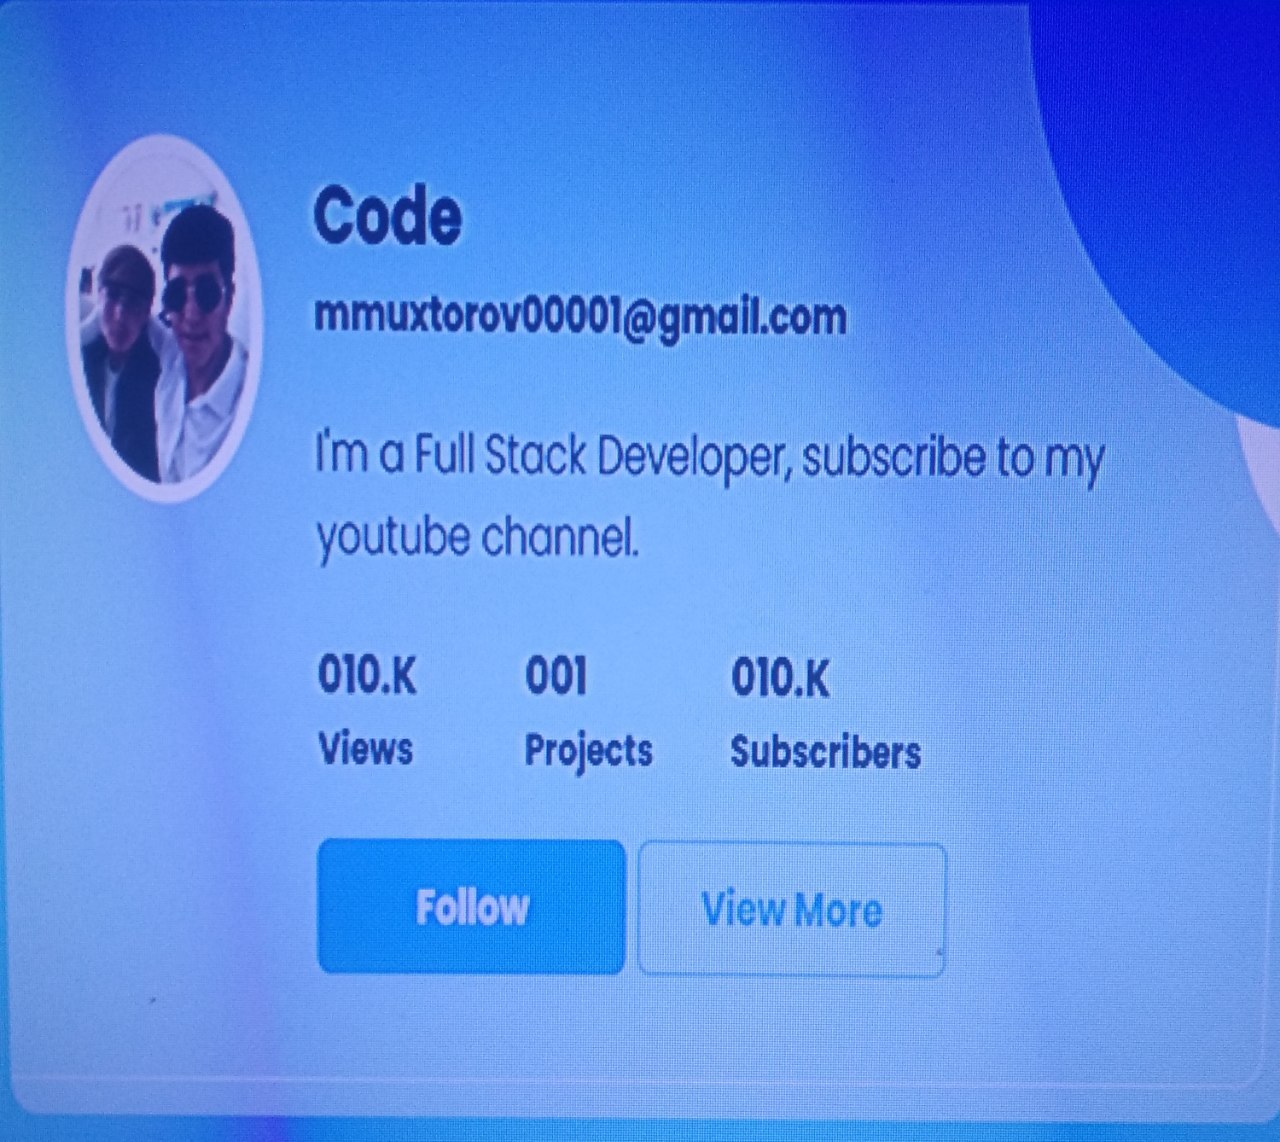 Code
mmuxtorov00001@gmail.com
I'm a Full Stack Developer, subscribe to my
youtube channel.
010.K 001 010.K
Views Projects Subscribers
Follow View More